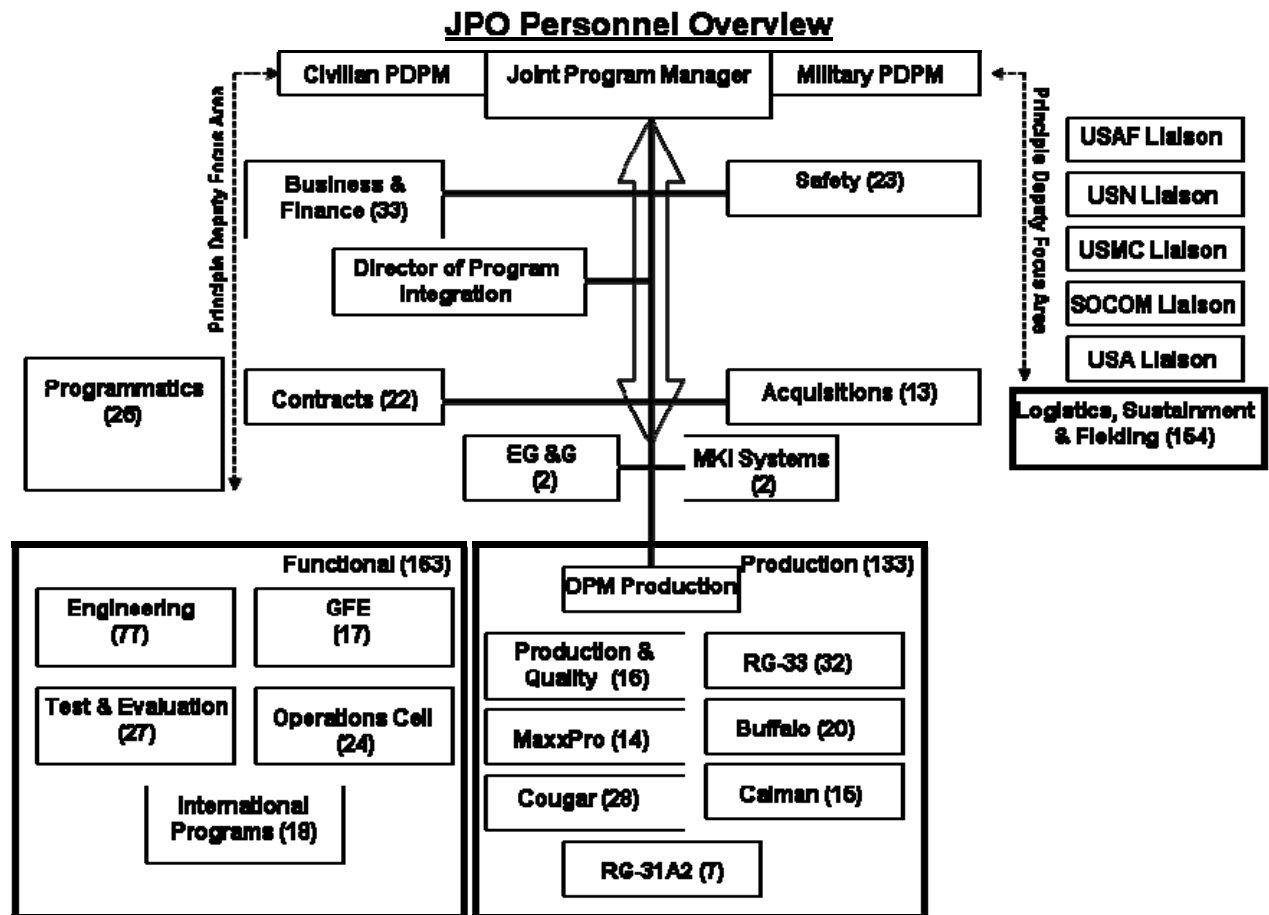 JPO Personnel Overview
Civilian PDPM
Joint Program Manager
Military PDPM
Principle Deputy Focus Area
Principle Deputy Focus Area
USAF Liaison
USN Liaison
USMC Liaison
SOCOM Liaison
USA Liaison
Business &
Finance (33)
Safety (23)
Director of Program
Integration
Programmatics
(26)
Contracts (22)
Acquisitions (13)
Logistics, Sustainment
& Fielding (154)
EG &G
(2)
MKI Systems
(2)
Functional (163)
Engineering
(77)
GFE
(17)
Test & Evaluation
(27)
Operations Cell
(24)
International
Programs (18)
Production (133)
DPM Production
Production &
Quality (16)
RG-33 (32)
MaxxPro (14)
Buffalo (20)
Cougar (28)
Caiman (15)
RG-31A2 (7)